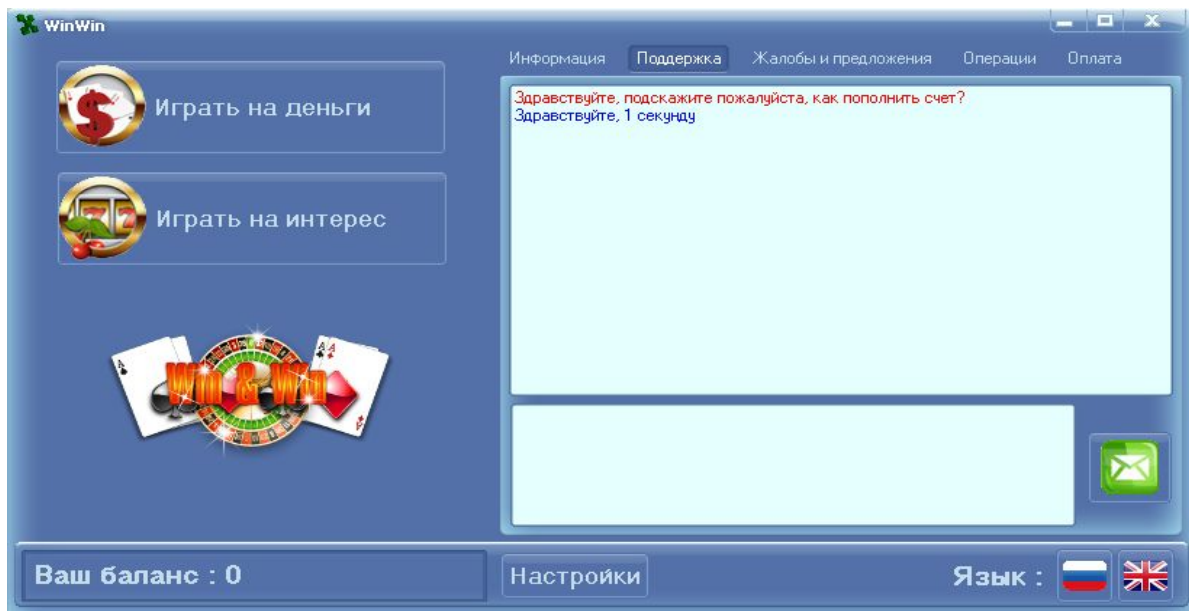 WinWin
Информация Поддержка Жалобы и предложения Операции Оплата
Играть на деньги
Играть на интерес
Здравствуйте, подскажите пожалуйста, как пополнить счет?
Здравствуйте, 1 секунду
Win & Win
Ваш баланс : 0
Настройки
Язык :